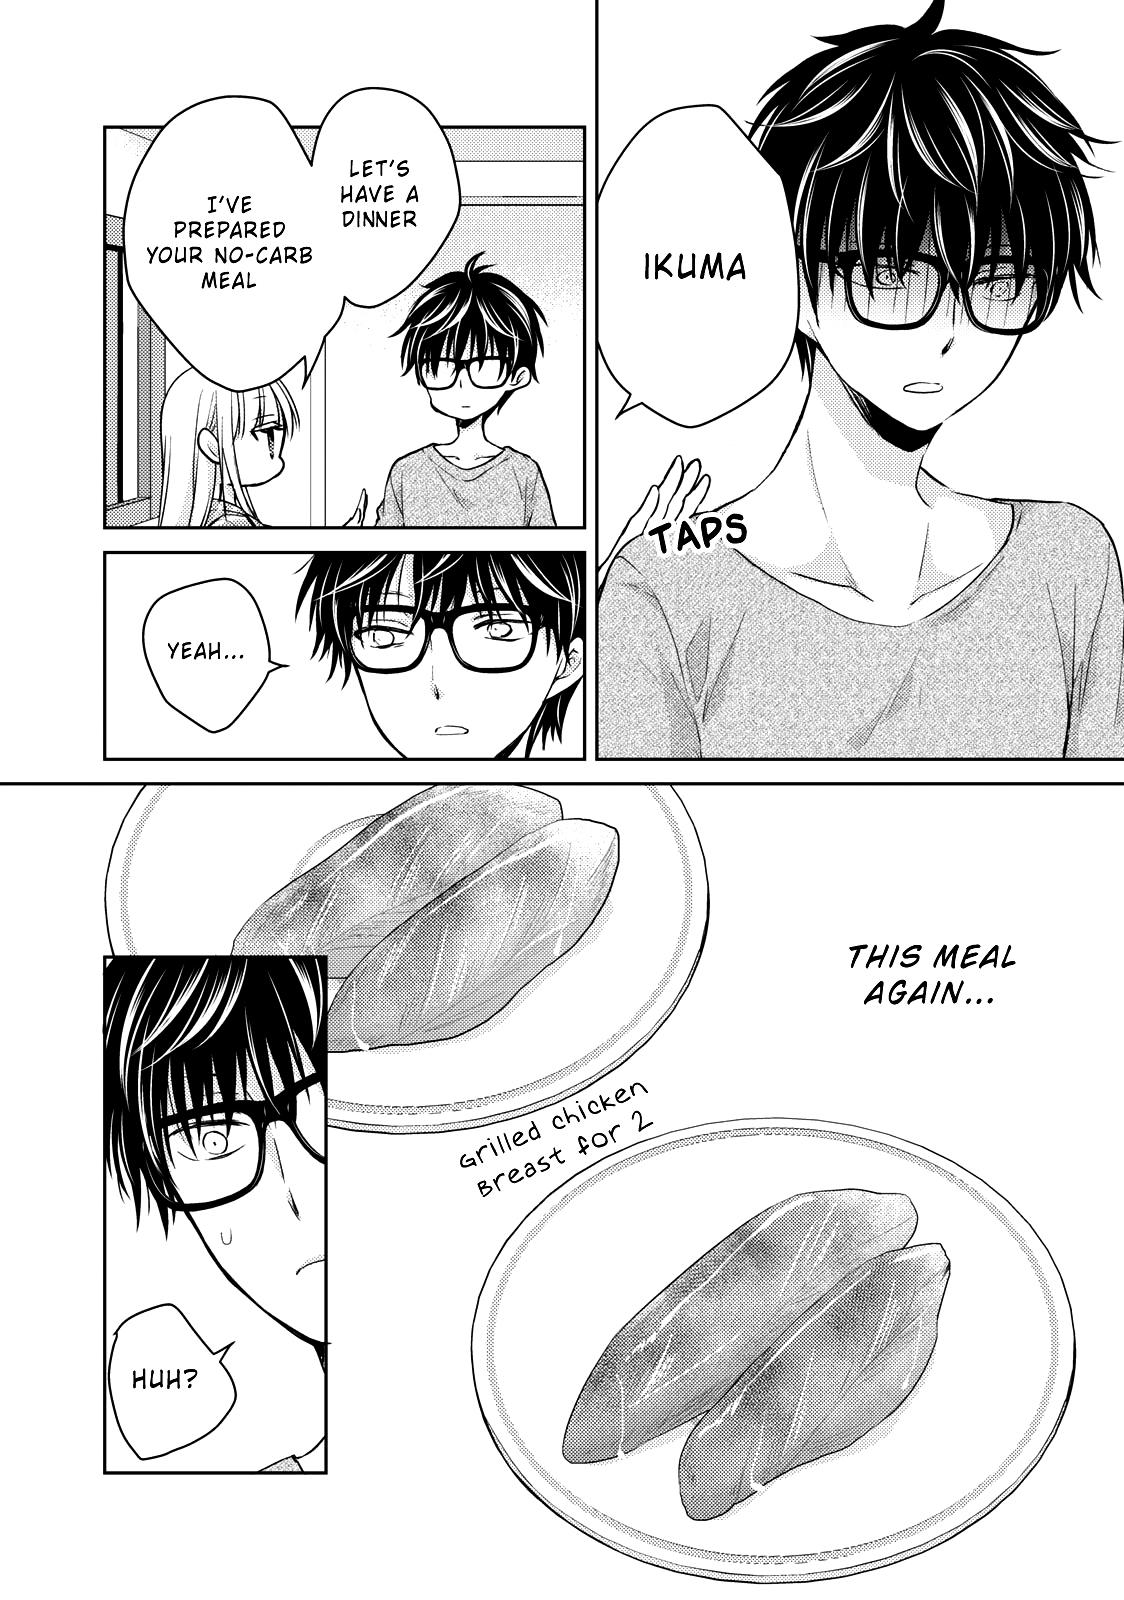 IKUMA
TAPS
LET'S
HAVE A
DINNER
I'VE
PREPARED
YOUR NO-CARB
MEAL
YEAH...
THIS MEAL
AGAIN...
Grilled chicken
Breast for 2
HUH?